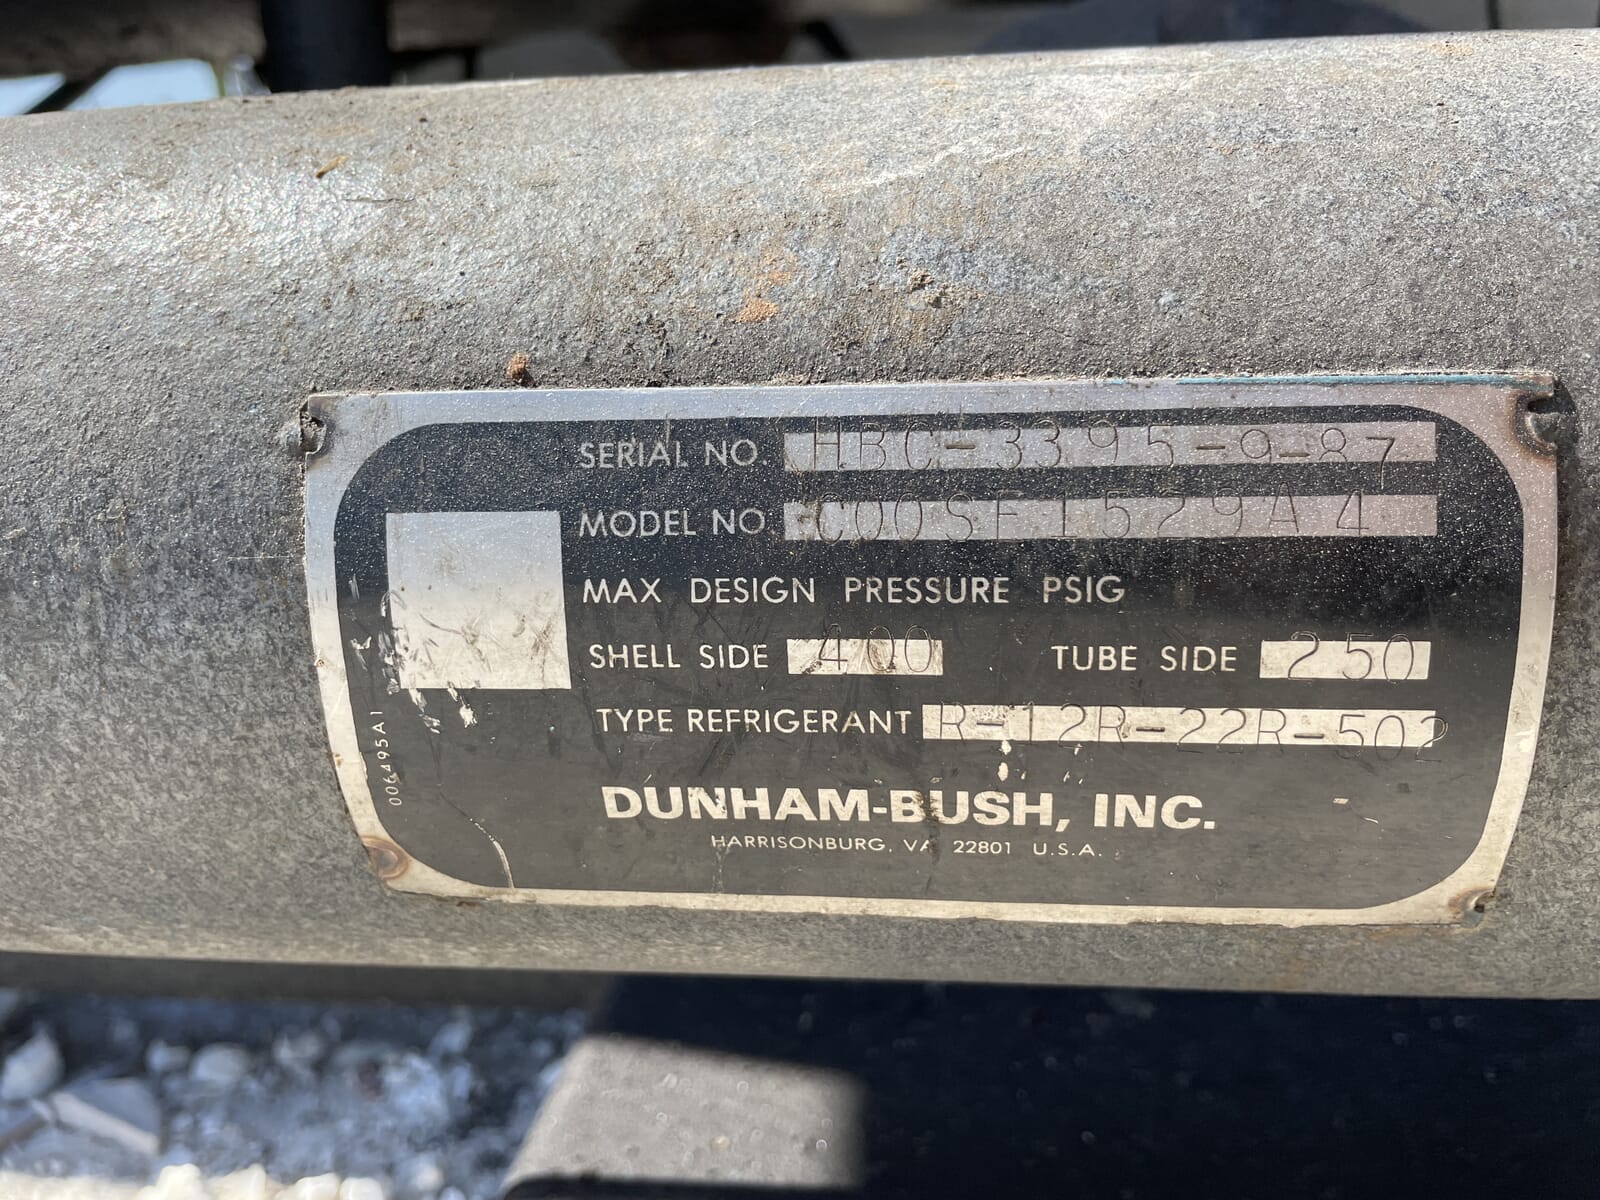 SERIAL NO. HBC-3395-9-87
MODEL NO C00SF1529A4
MAX DESIGN PRESSURE PSIG
SHELL SIDE 400 TUBE SIDE 250
TYPE REFRIGERANT R-12R-22R-502
DUNHAM-BUSH, INC.
HARRISONBURG, VA 22801 U.S.A.
006495A1